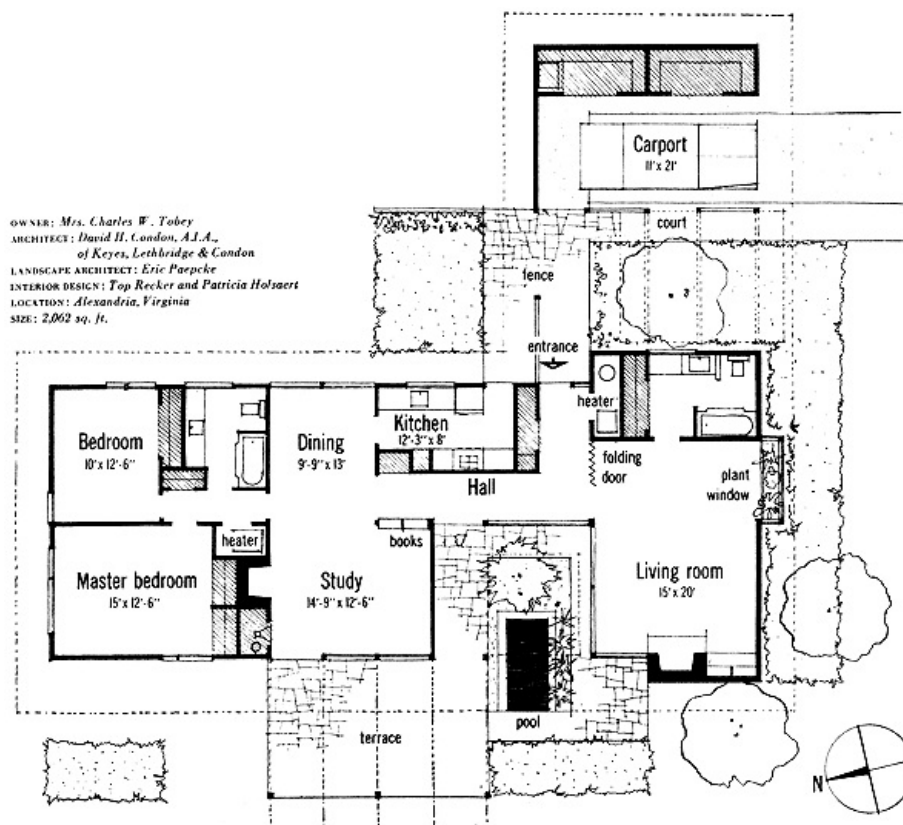 OWNER: Mrs. Charles W. Tobey
ARCHITECT: David H. Condon, A.I.A.,
of Keyes, Lethbridge & Condon
LANDSCAPE ARCHITECT: Eric Paepcke
INTERIOR DESIGN: Top Recker and Patricia Holsaert
LOCATION: Alexandria, Virginia
SIZE: 2,062 sq. ft.
Carport
11' x 21'
court
fence
entrance
heater
Bedroom
10' x 12'-6"
Dining
9'-9" x 13'
Kitchen
12'-3" x 8'
folding
door
plant
window
Hall
heater
books
Master bedroom
15' x 12'-6"
Study
14'-9" x 12'-6"
Living room
15' x 20'
pool
terrace
N